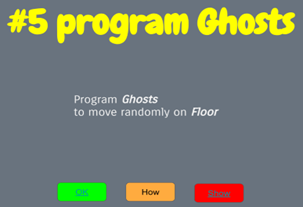 #5 program Ghosts
Program Ghosts
to move randomly on Floor
OK
How
Show